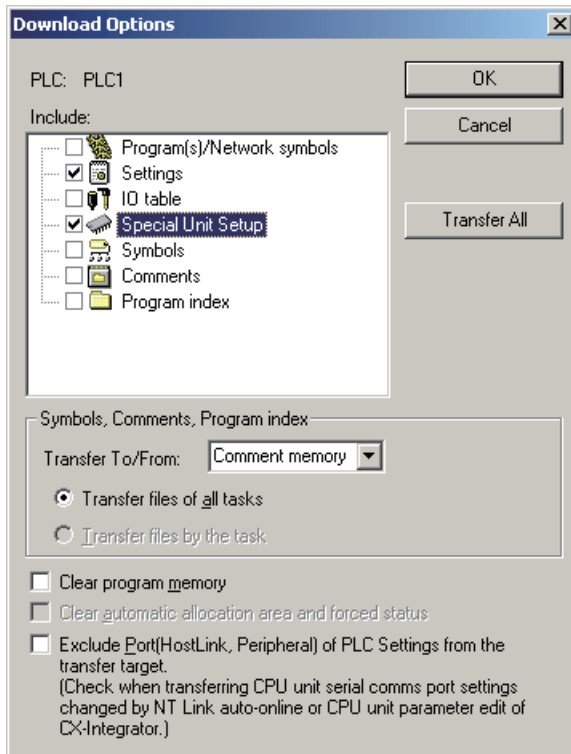 Download Options
PLC: PLC1
OK
Include:
Cancel
Program(s)/Network symbols
Settings
IO table
Special Unit Setup
Transfer All
Symbols
Comments
Program index
Symbols, Comments, Program index
Transfer To/From: Comment memory
Transfer files of all tasks
Transfer files by the task
Clear program memory
Clear automatic allocation area and forced status
Exclude Port(HostLink, Peripheral) of PLC Settings from the
transfer target.
(Check when transferring CPU unit serial comms port settings
changed by NT Link auto-online or CPU unit parameter edit of
CX-Integrator.)